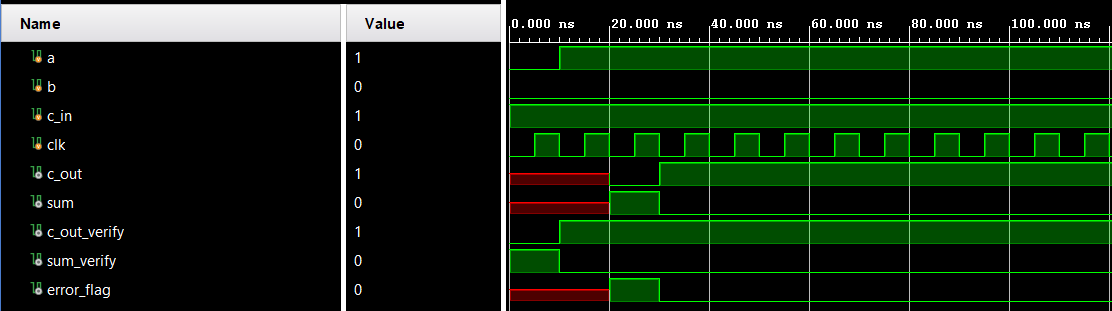 Name Value 0.000 ns 20.000 ns 40.000 ns 60.000 ns 80.000 ns 100.000 ns
a 1
b 0
c_in 1
clk 0
c_out 1
sum 0
c_out_verify 1
sum_verify 0
error_flag 0